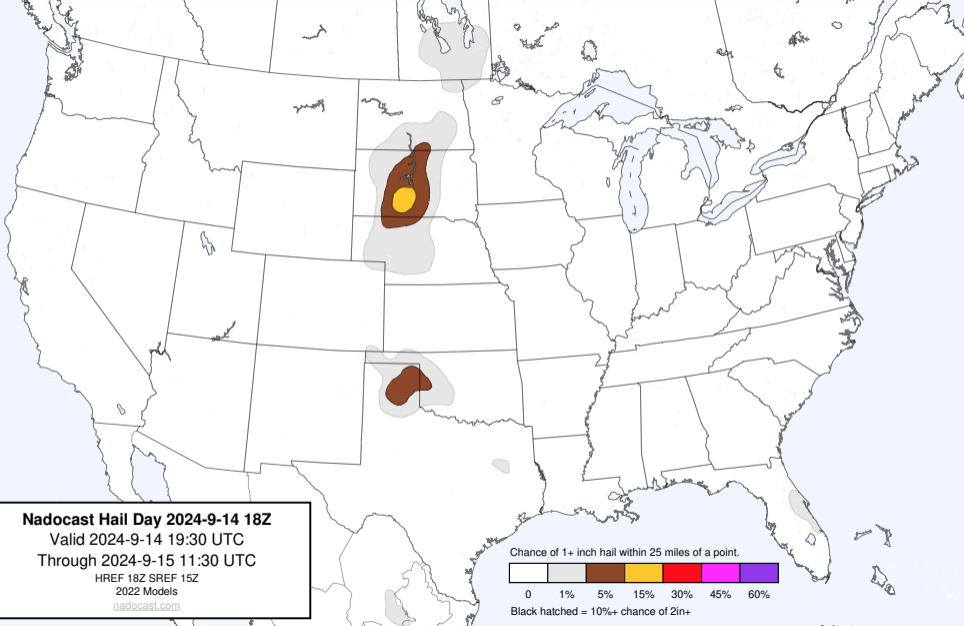 Nadocast Hail Day 2024-9-14 18Z
Valid 2024-9-14 19:30 UTC
Through 2024-9-15 11:30 UTC
HREF 18Z SREF 15Z
2022 Models
nadocast.com
Chance of 1+ inch hail within 25 miles of a point.
0 1% 5% 15% 30% 45% 60%
Black hatched = 10%+ chance of 2in+